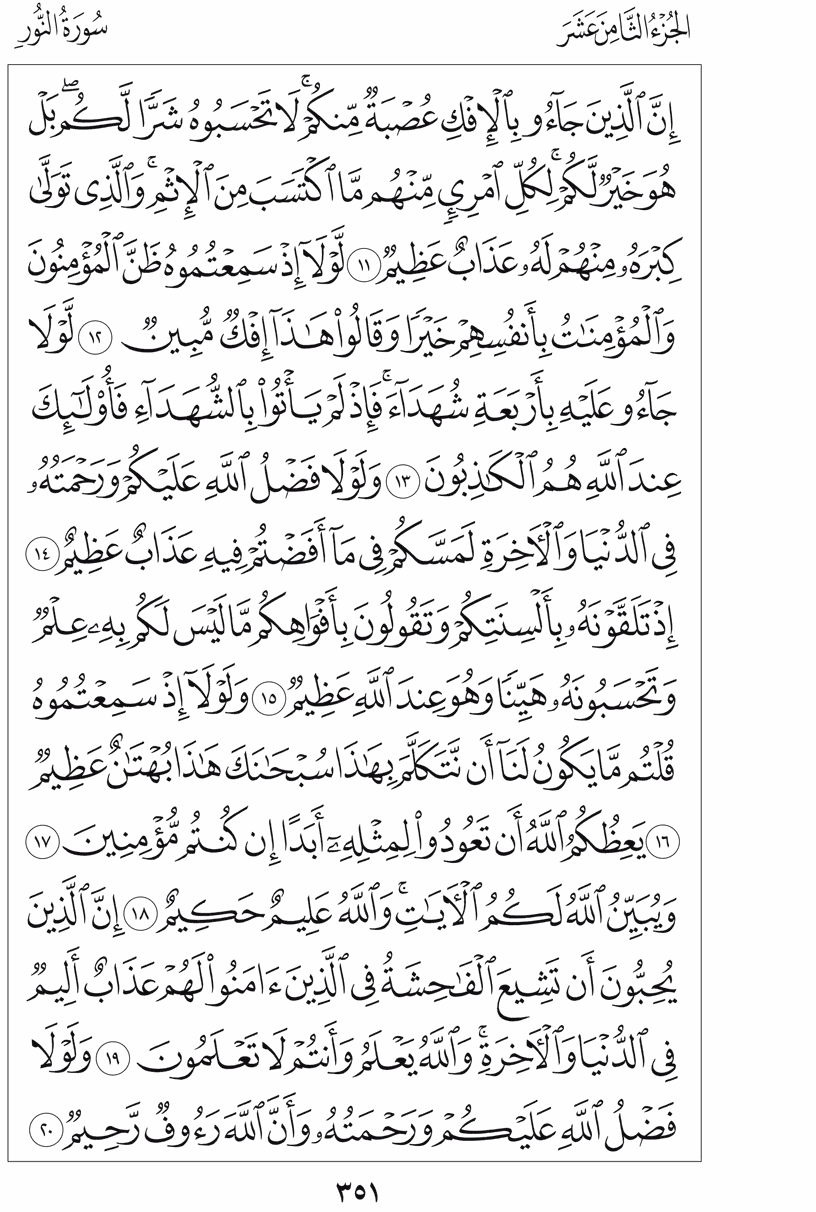 الجُزْءُ الثَّامِنَ عَشَرَ
سُورَةُ النُّورِ
إِنَّ ٱلَّذِينَ جَآءُو بِٱلۡإِفۡكِ عُصۡبَةٞ مِّنكُمۡۚ لَا تَحۡسَبُوهُ شَرّٗا لَّكُمۖ بَلۡ
هُوَ خَيۡرٞ لَّكُمۡۚ لِكُلِّ ٱمۡرِيٕٖ مِّنۡهُم مَّا ٱكۡتَسَبَ مِنَ ٱلۡإِثۡمِۚ وَٱلَّذِي تَوَلَّىٰ
كِبۡرَهُۥ مِنۡهُمۡ لَهُۥ عَذَابٌ عَظِيمٞ ١١ لَّوۡلَآ إِذۡ سَمِعۡتُمُوهُ ظَنَّ ٱلۡمُؤۡمِنُونَ
وَٱلۡمُؤۡمِنَٰتُ بِأَنفُسِهِمۡ خَيۡرٗا وَقَالُواْ هَٰذَآ إِفۡكٞ مُّبِينٞ ١٢ لَّوۡلَا
جَآءُو عَلَيۡهِ بِأَرۡبَعَةِ شُهَدَآءَۚ فَإِذۡ لَمۡ يَأۡتُواْ بِٱلشُّهَدَآءِ فَأُوْلَٰٓئِكَ
عِندَ ٱللَّهِ هُمُ ٱلۡكَٰذِبُونَ ١٣ وَلَوۡلَا فَضۡلُ ٱللَّهِ عَلَيۡكُمۡ وَرَحۡمَتُهُۥ
فِي ٱلدُّنۡيَا وَٱلۡأٓخِرَةِ لَمَسَّكُمۡ فِي مَآ أَفَضۡتُمۡ فِيهِ عَذَابٌ عَظِيمٌ ١٤
إِذۡ تَلَقَّوۡنَهُۥ بِأَلۡسِنَتِكُمۡ وَتَقُولُونَ بِأَفۡوَاهِكُم مَّا لَيۡسَ لَكُم بِهِۦ عِلۡمٞ
وَتَحۡسَبُونَهُۥ هَيِّنٗا وَهُوَ عِندَ ٱللَّهِ عَظِيمٞ ١٥ وَلَوۡلَآ إِذۡ سَمِعۡتُمُوهُ
قُلۡتُم مَّا يَكُونُ لَنَآ أَن نَّتَكَلَّمَ بِهَٰذَا سُبۡحَٰنَكَ هَٰذَا بُهۡتَٰنٌ عَظِيمٞ
١٦ يَعِظُكُمُ ٱللَّهُ أَن تَعُودُواْ لِمِثۡلِهِۦٓ أَبَدًا إِن كُنتُم مُّؤۡمِنِينَ ١٧
وَيُبَيِّنُ ٱللَّهُ لَكُمُ ٱلۡأٓيَٰتِۚ وَٱللَّهُ عَلِيمٌ حَكِيمٌ ١٨ إِنَّ ٱلَّذِينَ
يُحِبُّونَ أَن تَشِيعَ ٱلۡفَٰحِشَةُ فِي ٱلَّذِينَ ءَامَنُواْ لَهُمۡ عَذَابٌ أَلِيمٞ
فِي ٱلدُّنۡيَا وَٱلۡأٓخِرَةِۚ وَٱللَّهُ يَعۡلَمُ وَأَنتُمۡ لَا تَعۡلَمُونَ ١٩ وَلَوۡلَا
فَضۡلُ ٱللَّهِ عَلَيۡكُمۡ وَرَحۡمَتُهُۥ وَأَنَّ ٱللَّهَ رَءُوفٞ رَّحِيمٞ ٢٠
٣٥١